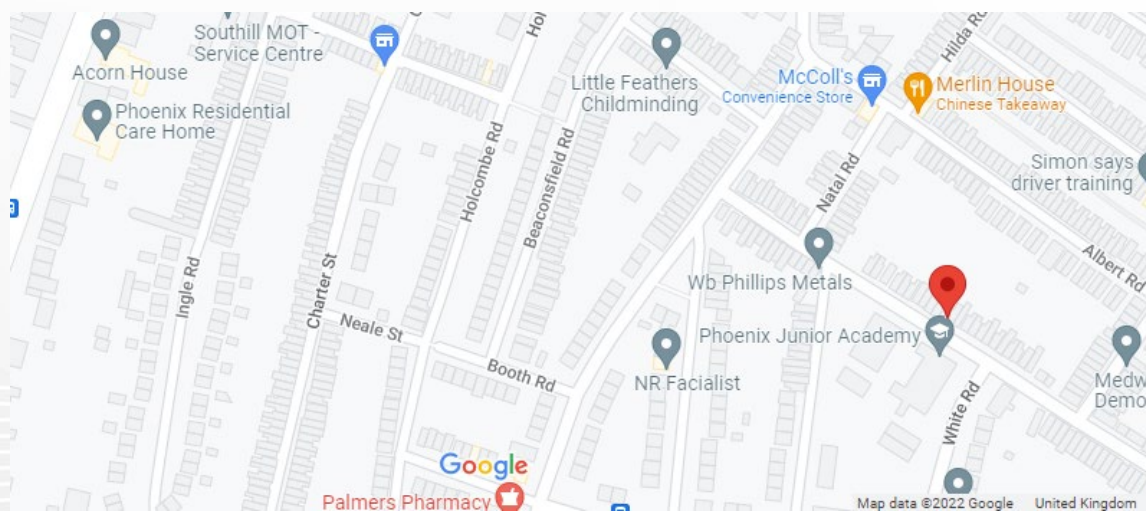 Southill MOT -
Service Centre
Acorn House
Phoenix Residential
Care Home
Little Feathers
Childminding
McColl's
Convenience Store
Hilda Rd
Merlin House
Chinese Takeaway
Simon says
driver training
Holcombe Rd
Beaconsfield Rd
Natal Rd
Albert Rd
Ingle Rd
Charter St
Neale St
Booth Rd
Wb Phillips Metals
Phoenix Junior Academy
NR Facialist
White Rd
Medw
Demo
Google
Palmers Pharmacy
Map data ©2022 Google United Kingdom